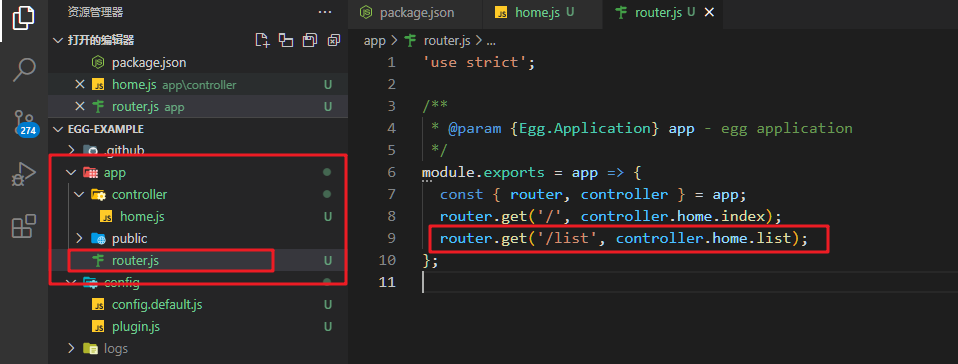 资源管理器
打开的编辑器
package.json
home.js app\controller U
router.js app U
EGG-EXAMPLE
.github
app
controller
home.js U
public
router.js U
config
config.default.js U
plugin.js U
logs
274
package.json home.js U router.js U
app > router.js > ...
1 'use strict';
2
3 /**
4 * @param {Egg.Application} app - egg application
5 */
6 module.exports = app => {
7 const { router, controller } = app;
8 router.get('/', controller.home.index);
9 router.get('/list', controller.home.list);
10 };
11